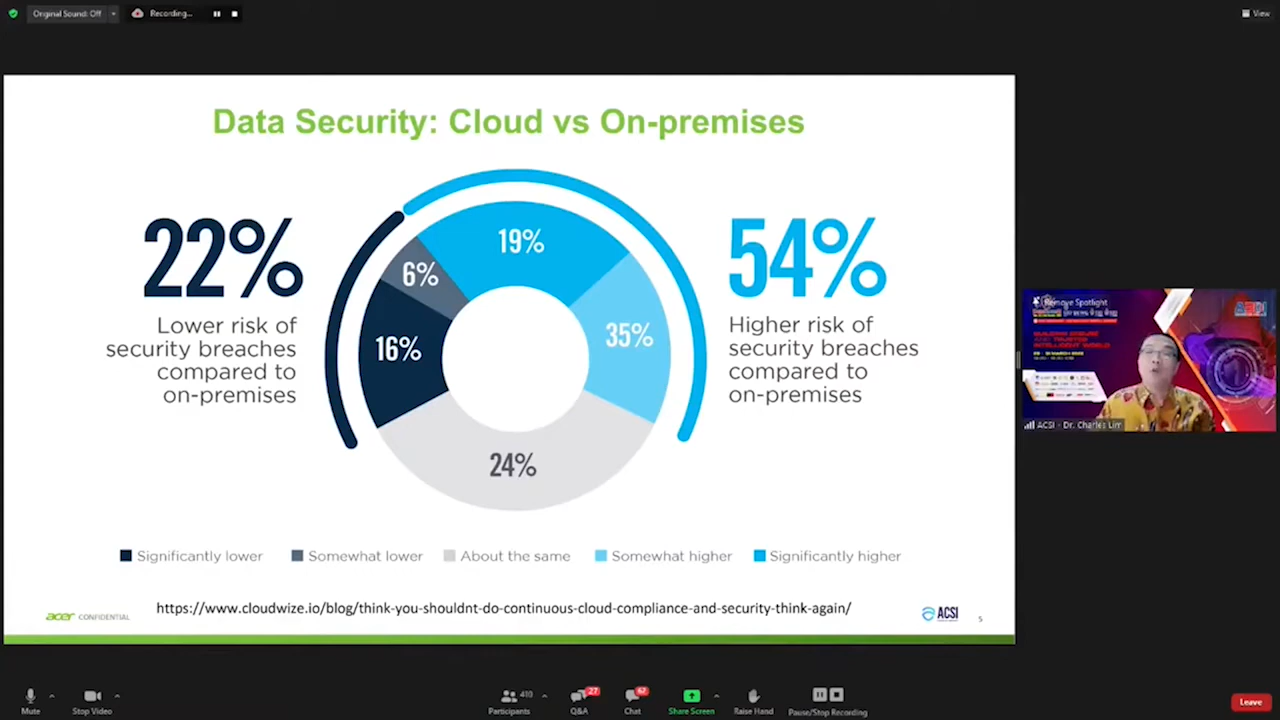 Original Sound: Off
Recording...
View
Data Security: Cloud vs On-premises
22%
Lower risk of
security breaches
compared to
on-premises
19%
6%
16%
35%
24%
54%
Higher risk of
security breaches
compared to
on-premises
Significantly lower
Somewhat lower
About the same
Somewhat higher
Significantly higher
https://www.cloudwize.io/blog/think-you-shouldnt-do-continuous-cloud-compliance-and-security-think-again/
acer CONFIDENTIAL
ACSI
5
Remove Spotlight
ACSI - Dr. Charles Lim
Mute
Stop Video
410
Participants
27
Q&A
62
Chat
Share Screen
Raise Hand
Pause/Stop Recording
Leave